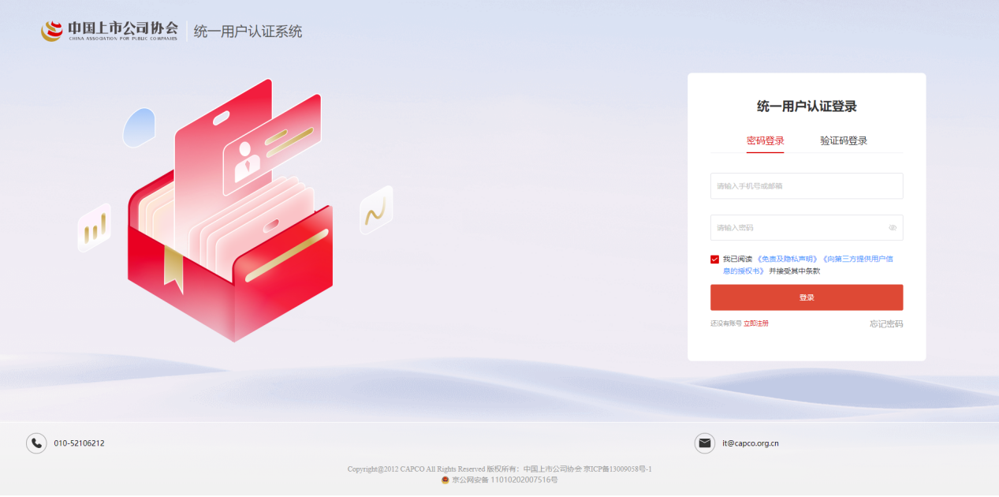 中国上市公司协会
CHINA ASSOCIATION FOR PUBLIC COMPANIES
统一用户认证系统
统一用户认证登录
密码登录
验证码登录
请输入手机号或邮箱
请输入密码
我已阅读 《免责及隐私声明》《向第三方提供用户信
息的授权书》 并接受其中条款
登录
还没有账号 立即注册
忘记密码
010-52106212
it@capco.org.cn
Copyright@2012 CAPCO All Rights Reserved 版权所有：中国上市公司协会 京ICP备13009058号-1
京公网安备 11010202007516号